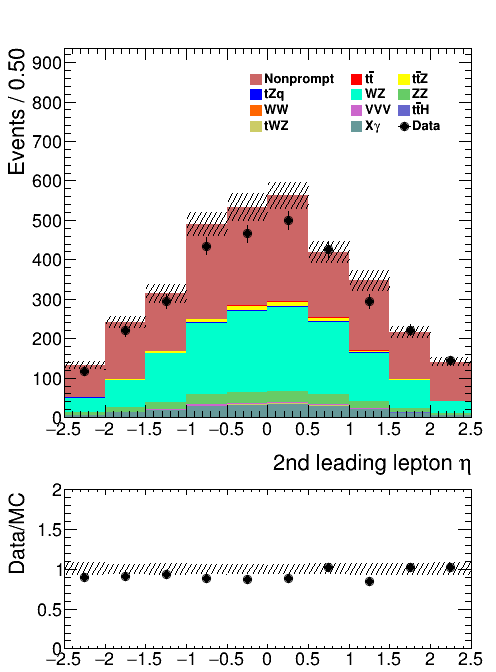 Events / 0.50
900
800
700
600
500
400
300
200
100
0
Nonprompt tt̄ tt̄Z
tZq WZ ZZ
WW VVV tt̄H
tWZ Xγ Data
−2.5 −2 −1.5 −1 −0.5 0 0.5 1 1.5 2 2.5
2nd leading lepton η
Data/MC
2
1.5
1
0.5
0
−2.5 −2 −1.5 −1 −0.5 0 0.5 1 1.5 2 2.5